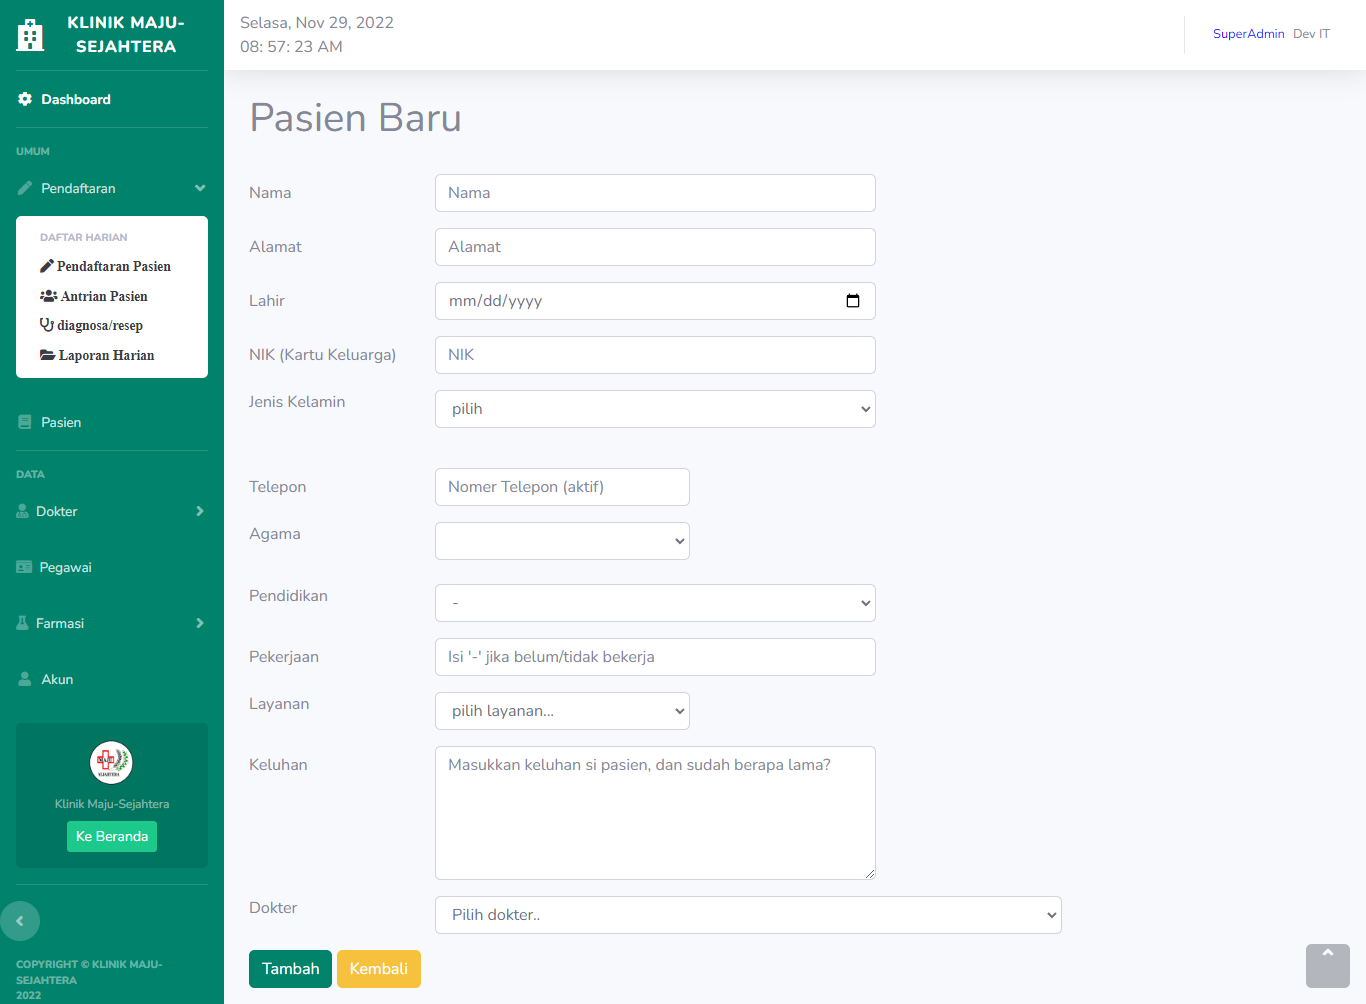 KLINIK MAJU-
SEJAHTERA
Dashboard
UMUM
Pendaftaran
DAFTAR HARIAN
Pendaftaran Pasien
Antrian Pasien
diagnosa/resep
Laporan Harian
Pasien
DATA
Dokter
Pegawai
Farmasi
Akun
SEJAHTERA
Klinik Maju-Sejahtera
Ke Beranda
COPYRIGHT © KLINIK MAJU-
SEJAHTERA
2022
Selasa, Nov 29, 2022
08: 57: 23 AM
SuperAdmin Dev IT
Pasien Baru
Nama Nama
Alamat Alamat
Lahir mm/dd/yyyy
NIK (Kartu Keluarga) NIK
Jenis Kelamin pilih
Telepon Nomer Telepon (aktif)
Agama
Pendidikan -
Pekerjaan Isi '-' jika belum/tidak bekerja
Layanan pilih layanan...
Keluhan Masukkan keluhan si pasien, dan sudah berapa lama?
Dokter Pilih dokter..
Tambah Kembali